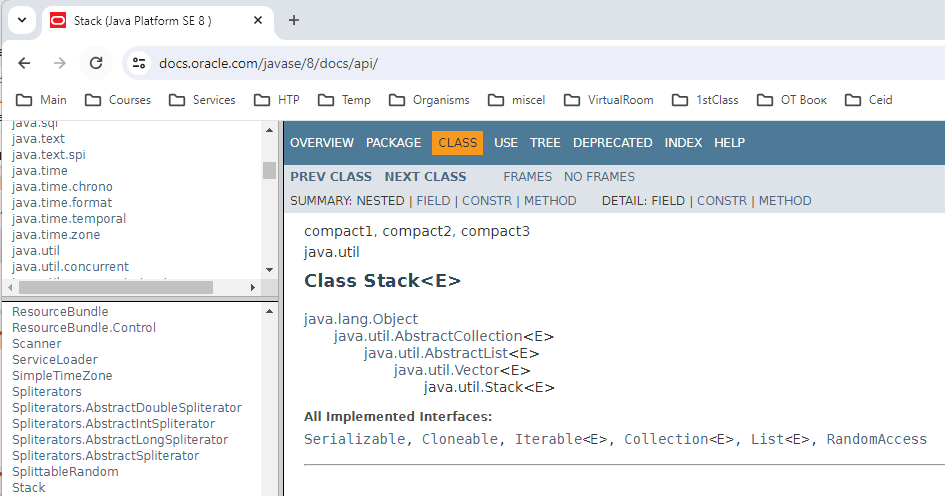 Stack (Java Platform SE 8 )
docs.oracle.com/javase/8/docs/api/
Main Courses Services HTP Temp Organisms miscel VirtualRoom 1stClass OT Book Ceid
java.sql
java.text
java.text.spi
java.time
java.time.chrono
java.time.format
java.time.temporal
java.time.zone
java.util
java.util.concurrent
ResourceBundle
ResourceBundle.Control
Scanner
ServiceLoader
SimpleTimeZone
Spliterators
Spliterators.AbstractDoubleSpliterator
Spliterators.AbstractIntSpliterator
Spliterators.AbstractLongSpliterator
Spliterators.AbstractSpliterator
SplittableRandom
Stack
OVERVIEW PACKAGE CLASS USE TREE DEPRECATED INDEX HELP
PREV CLASS NEXT CLASS FRAMES NO FRAMES
SUMMARY: NESTED | FIELD | CONSTR | METHOD DETAIL: FIELD | CONSTR | METHOD
compact1, compact2, compact3
java.util
Class Stack<E>
java.lang.Object
java.util.AbstractCollection<E>
java.util.AbstractList<E>
java.util.Vector<E>
java.util.Stack<E>
All Implemented Interfaces:
Serializable, Cloneable, Iterable<E>, Collection<E>, List<E>, RandomAccess